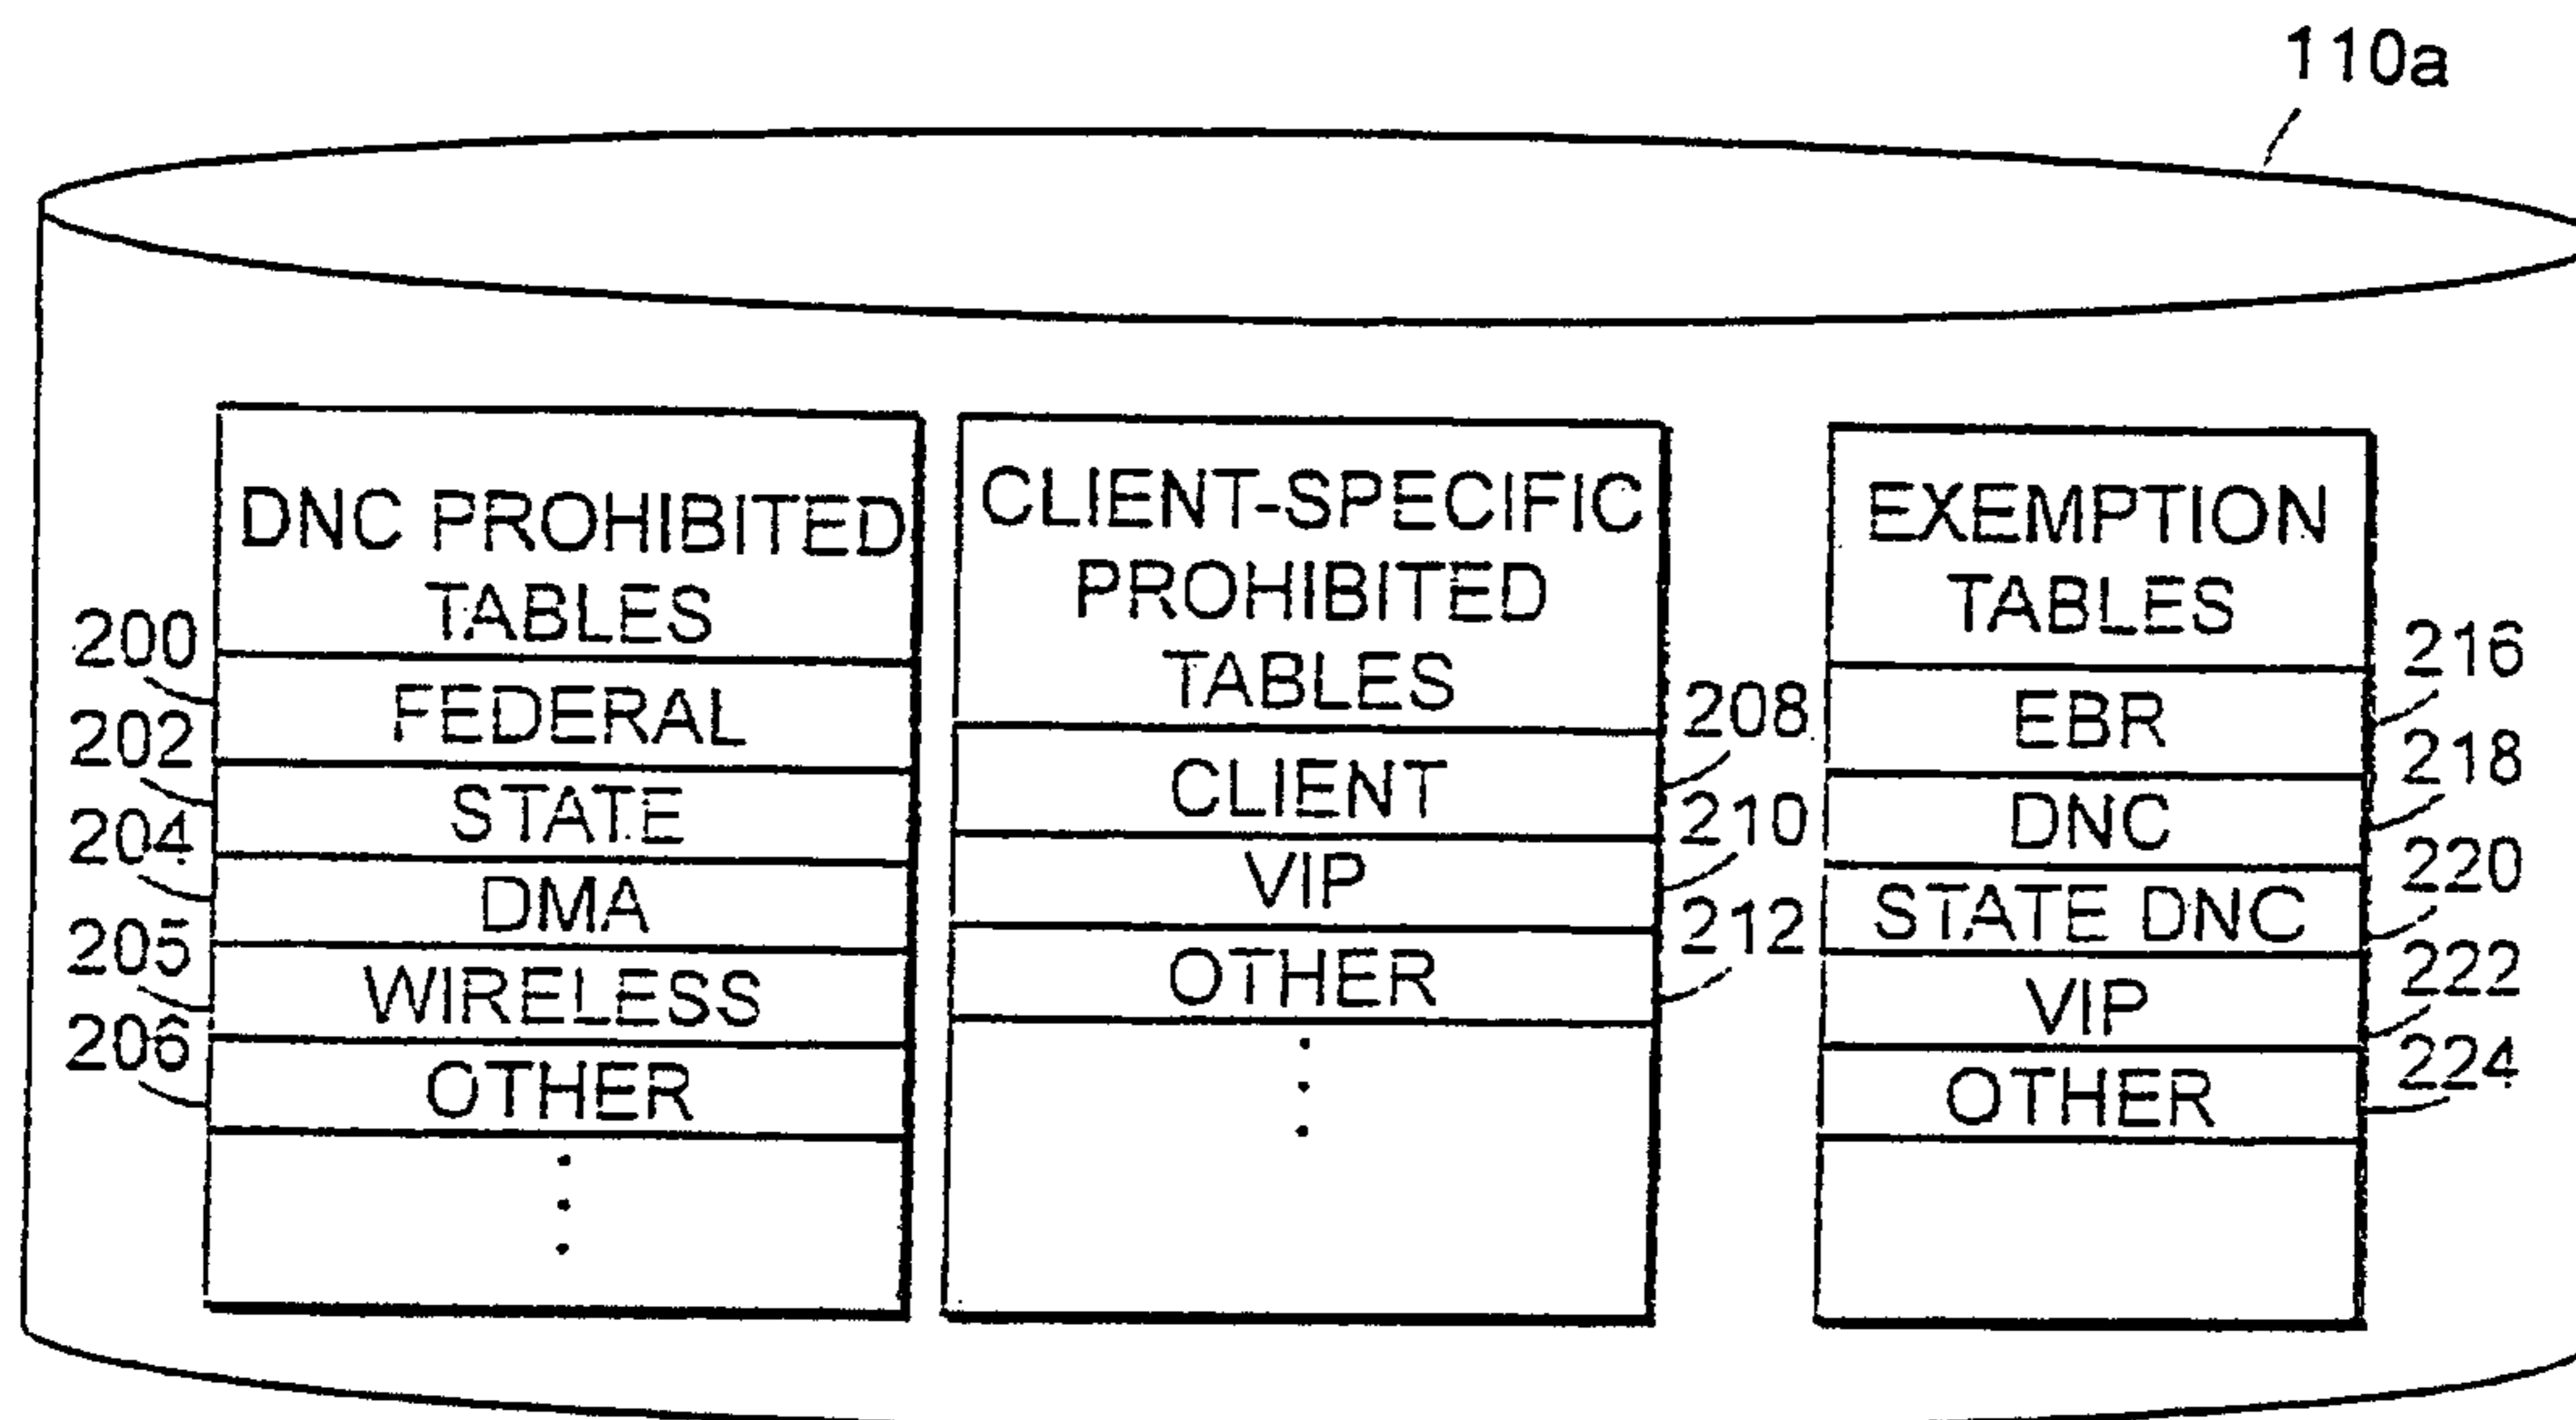 110a
DNC PROHIBITED
TABLES
200
FEDERAL
202
STATE
204
DMA
205
WIRELESS
206
OTHER
CLIENT-SPECIFIC
PROHIBITED
TABLES
CLIENT
208
VIP
210
OTHER
212
EXEMPTION
TABLES
EBR
216
DNC
218
STATE DNC
220
VIP
222
OTHER
224